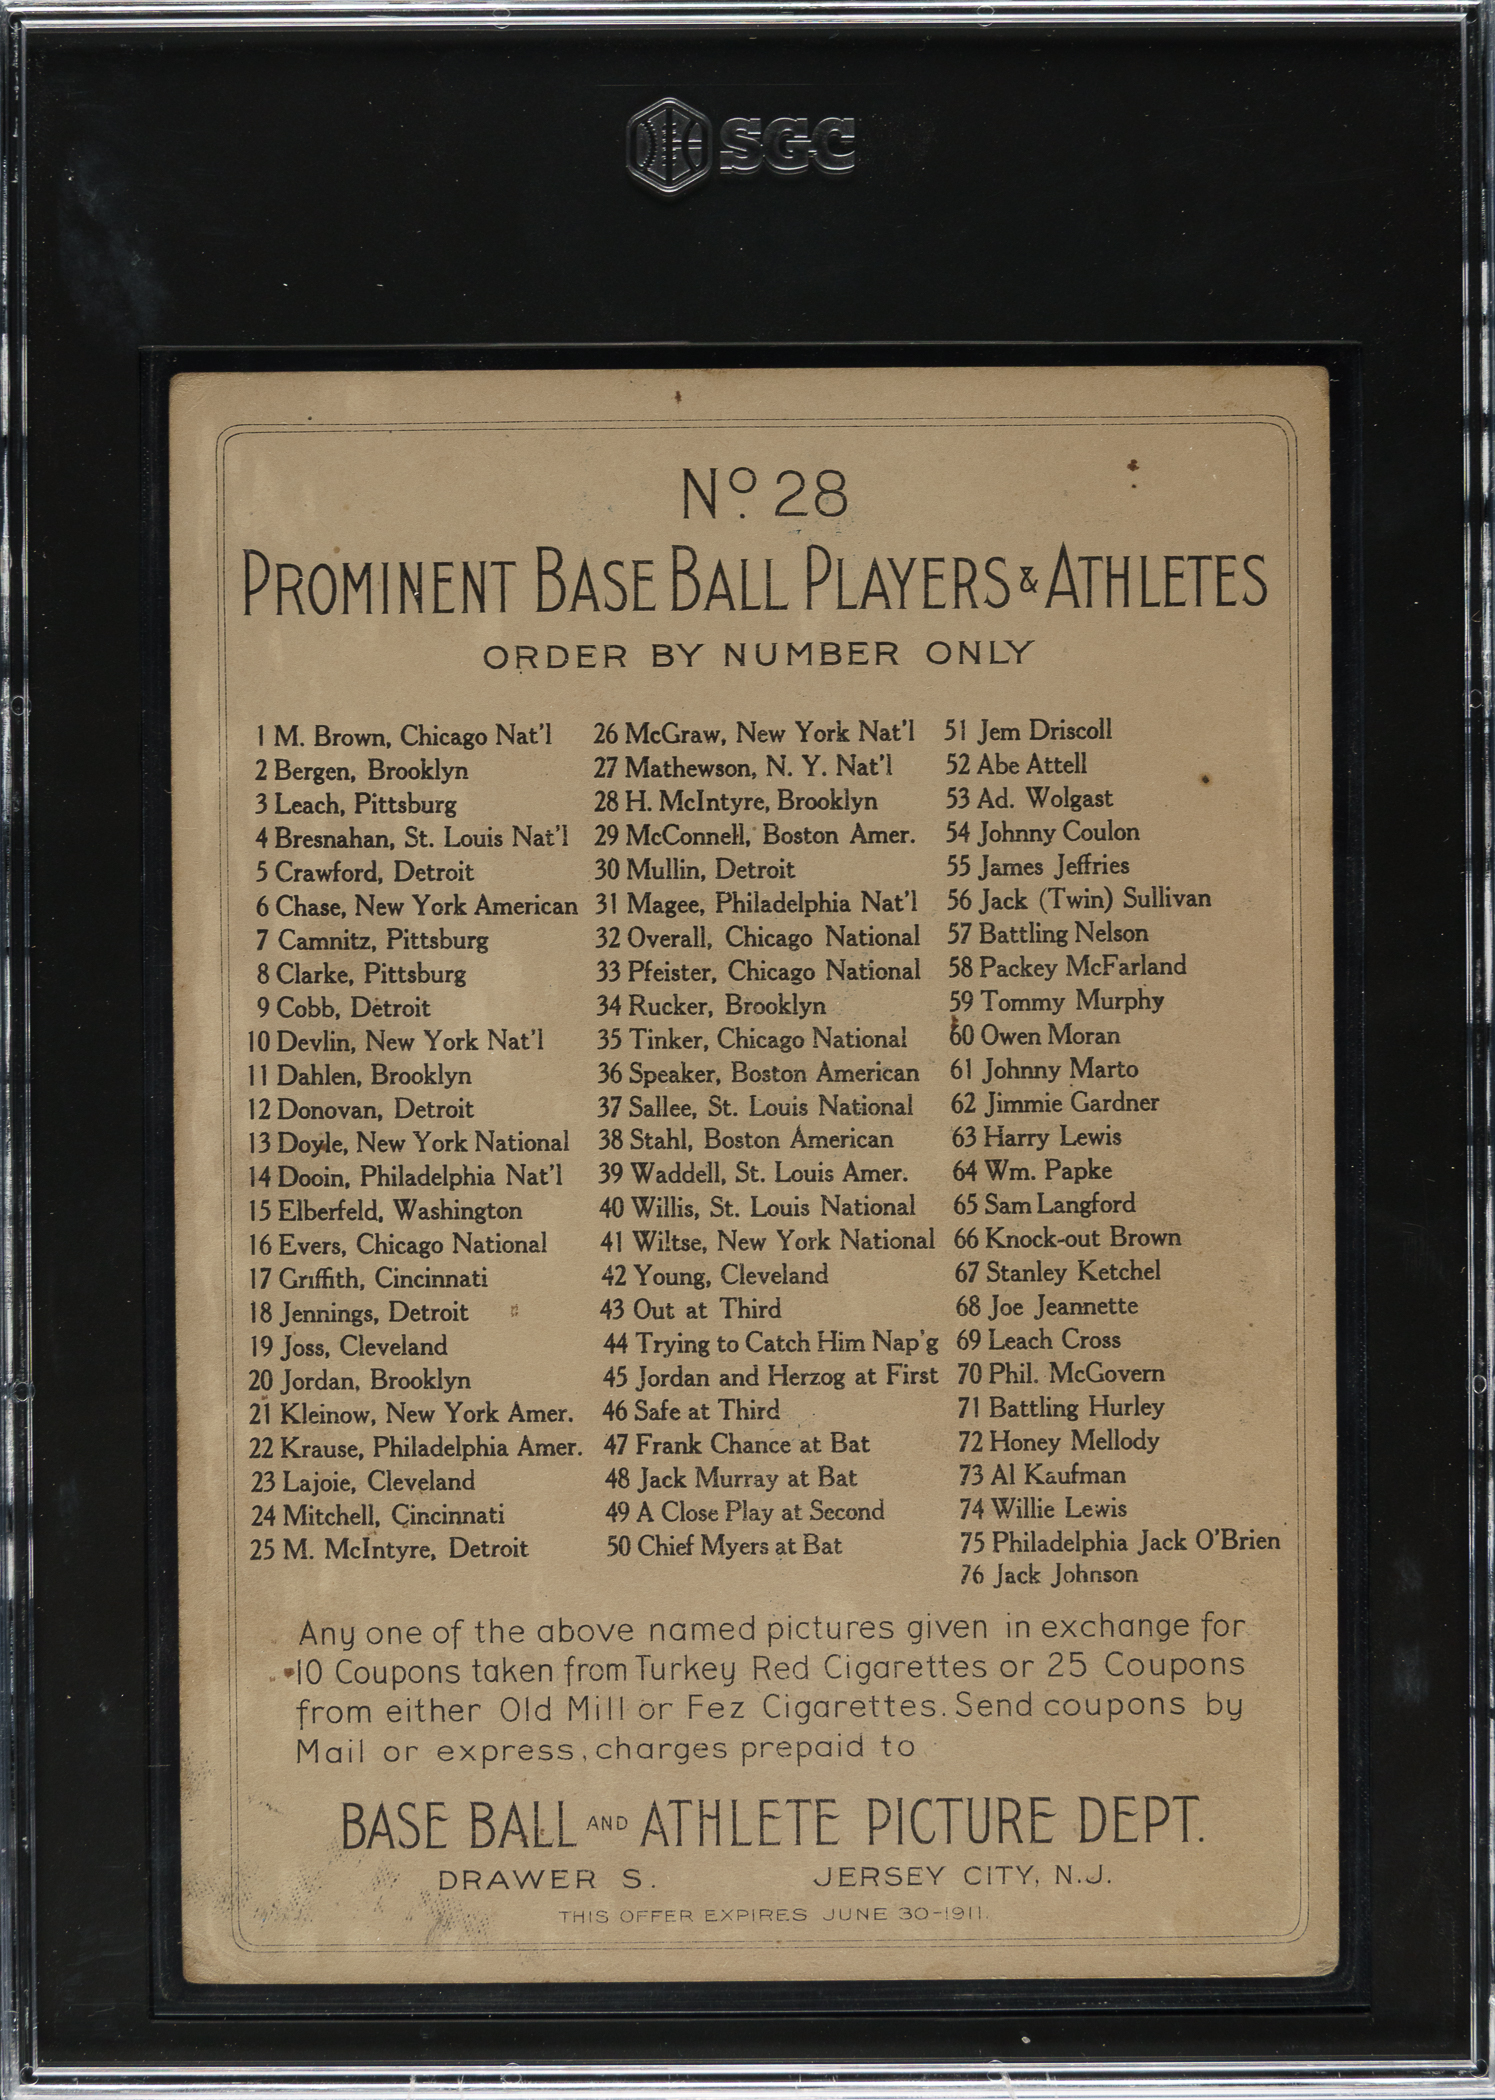 SGC
No. 28
PROMINENT BASE BALL PLAYERS & ATHLETES
ORDER BY NUMBER ONLY
1 M. Brown, Chicago Nat'l
2 Bergen, Brooklyn
3 Leach, Pittsburg
4 Bresnahan, St. Louis Nat'l
5 Crawford, Detroit
6 Chase, New York American
7 Camnitz, Pittsburg
8 Clarke, Pittsburg
9 Cobb, Detroit
10 Devlin, New York Nat'l
11 Dahlen, Brooklyn
12 Donovan, Detroit
13 Doyle, New York National
14 Dooin, Philadelphia Nat'l
15 Elberfeld, Washington
16 Evers, Chicago National
17 Griffith, Cincinnati
18 Jennings, Detroit
19 Joss, Cleveland
20 Jordan, Brooklyn
21 Kleinow, New York Amer.
22 Krause, Philadelphia Amer.
23 Lajoie, Cleveland
24 Mitchell, Cincinnati
25 M. McIntyre, Detroit
26 McGraw, New York Nat'l
27 Mathewson, N. Y. Nat'l
28 H. McIntyre, Brooklyn
29 McConnell, Boston Amer.
30 Mullin, Detroit
31 Magee, Philadelphia Nat'l
32 Overall, Chicago National
33 Pfeister, Chicago National
34 Rucker, Brooklyn
35 Tinker, Chicago National
36 Speaker, Boston American
37 Sallee, St. Louis National
38 Stahl, Boston American
39 Waddell, St. Louis Amer.
40 Willis, St. Louis National
41 Wiltse, New York National
42 Young, Cleveland
43 Out at Third
44 Trying to Catch Him Nap'g
45 Jordan and Herzog at First
46 Safe at Third
47 Frank Chance at Bat
48 Jack Murray at Bat
49 A Close Play at Second
50 Chief Myers at Bat
51 Jem Driscoll
52 Abe Attell
53 Ad. Wolgast
54 Johnny Coulon
55 James Jeffries
56 Jack (Twin) Sullivan
57 Battling Nelson
58 Packey McFarland
59 Tommy Murphy
60 Owen Moran
61 Johnny Marto
62 Jimmie Gardner
63 Harry Lewis
64 Wm. Papke
65 Sam Langford
66 Knock-out Brown
67 Stanley Ketchel
68 Joe Jeannette
69 Leach Cross
70 Phil. McGovern
71 Battling Hurley
72 Honey Mellody
73 Al Kaufman
74 Willie Lewis
75 Philadelphia Jack O'Brien
76 Jack Johnson
Any one of the above named pictures given in exchange for
10 Coupons taken from Turkey Red Cigarettes or 25 Coupons
from either Old Mill or Fez Cigarettes. Send coupons by
Mail or express, charges prepaid to
BASE BALL AND ATHLETE PICTURE DEPT.
DRAWER S. JERSEY CITY, N.J.
THIS OFFER EXPIRES JUNE 30-1911.